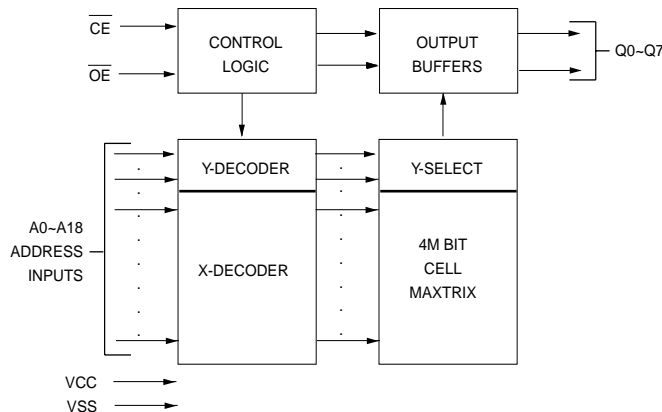 CE
CONTROL
LOGIC
OUTPUT
BUFFERS
Q0~Q7
OE
Y-DECODER
Y-SELECT
A0~A18
ADDRESS
INPUTS
X-DECODER
4M BIT
CELL
MAXTRIX
VCC
VSS